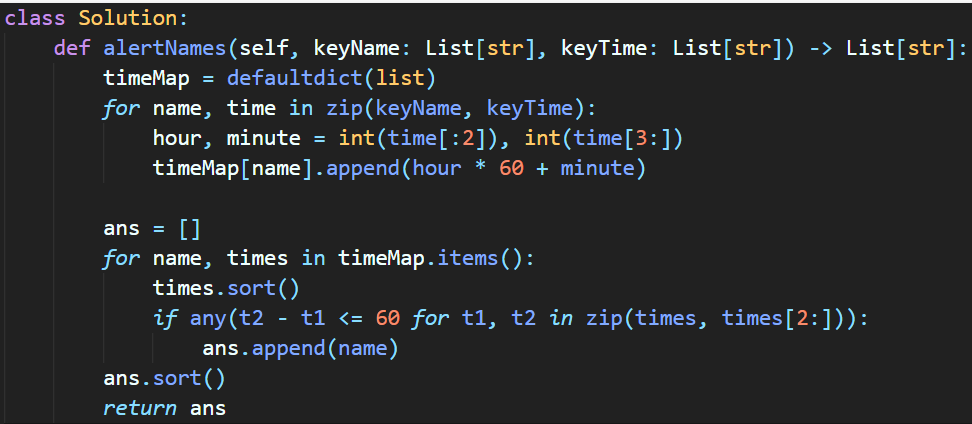 class Solution:
    def alertNames(self, keyName: List[str], keyTime: List[str]) -> List[str]:
        timeMap = defaultdict(list)
        for name, time in zip(keyName, keyTime):
            hour, minute = int(time[:2]), int(time[3:])
            timeMap[name].append(hour * 60 + minute)

        ans = []
        for name, times in timeMap.items():
            times.sort()
            if any(t2 - t1 <= 60 for t1, t2 in zip(times, times[2:])):
                ans.append(name)
        ans.sort()
        return ans